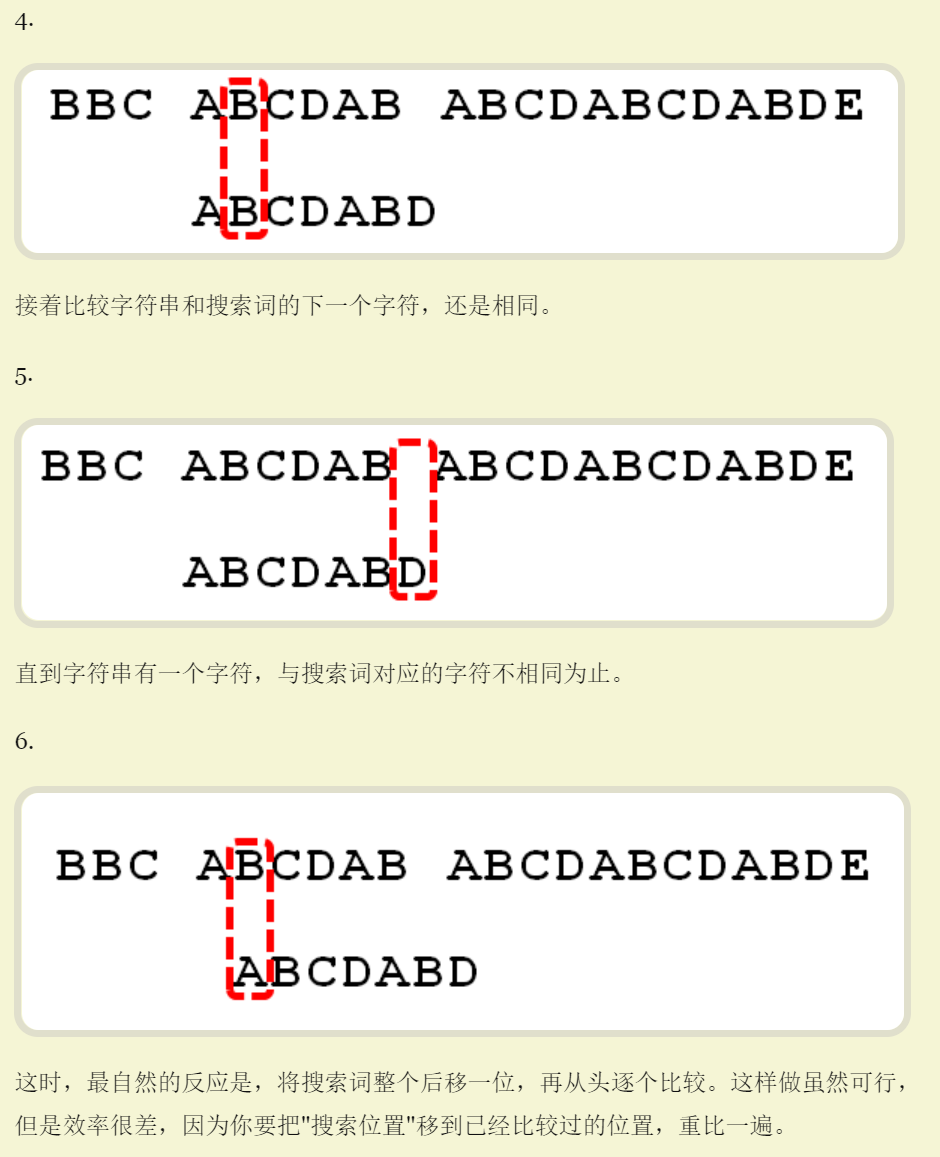 4.
BBC ABCDAB ABCDABCDABDE
ABCDABD
接着比较字符串和搜索词的下一个字符，还是相同。
5.
BBC ABCDAB ABCDABCDABDE
ABCDABD
直到字符串有一个字符，与搜索词对应的字符不相同为止。
6.
BBC ABCDAB ABCDABCDABDE
ABCDABD
这时，最自然的反应是，将搜索词整个后移一位，再从头逐个比较。这样做虽然可行，
但是效率很差，因为你要把"搜索位置"移到已经比较过的位置，重比一遍。